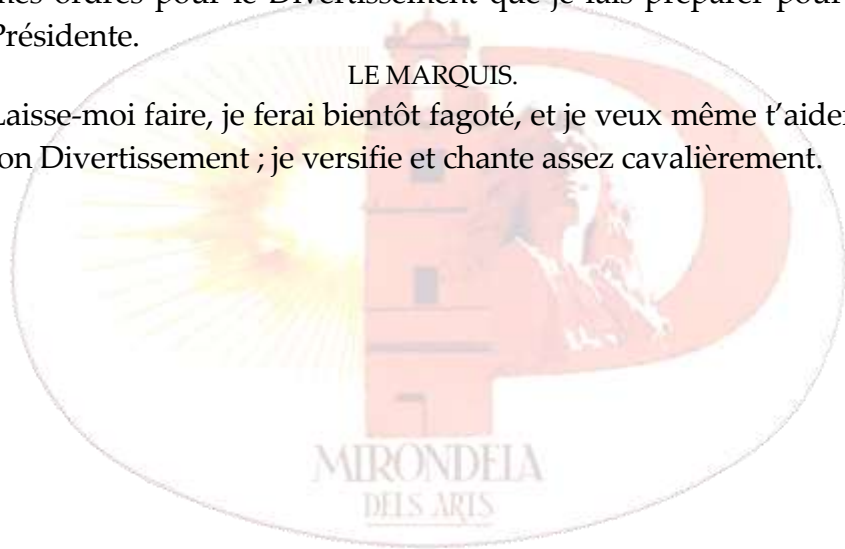 mes ordres pour le Divertissement que je fais préparer pour
Présidente.
LE MARQUIS.
Laisse-moi faire, je ferai bientôt fagoté, et je veux même t'aider
ton Divertissement ; je versifie et chante assez cavalièrement.
MIRONDELA
DELS ARTS